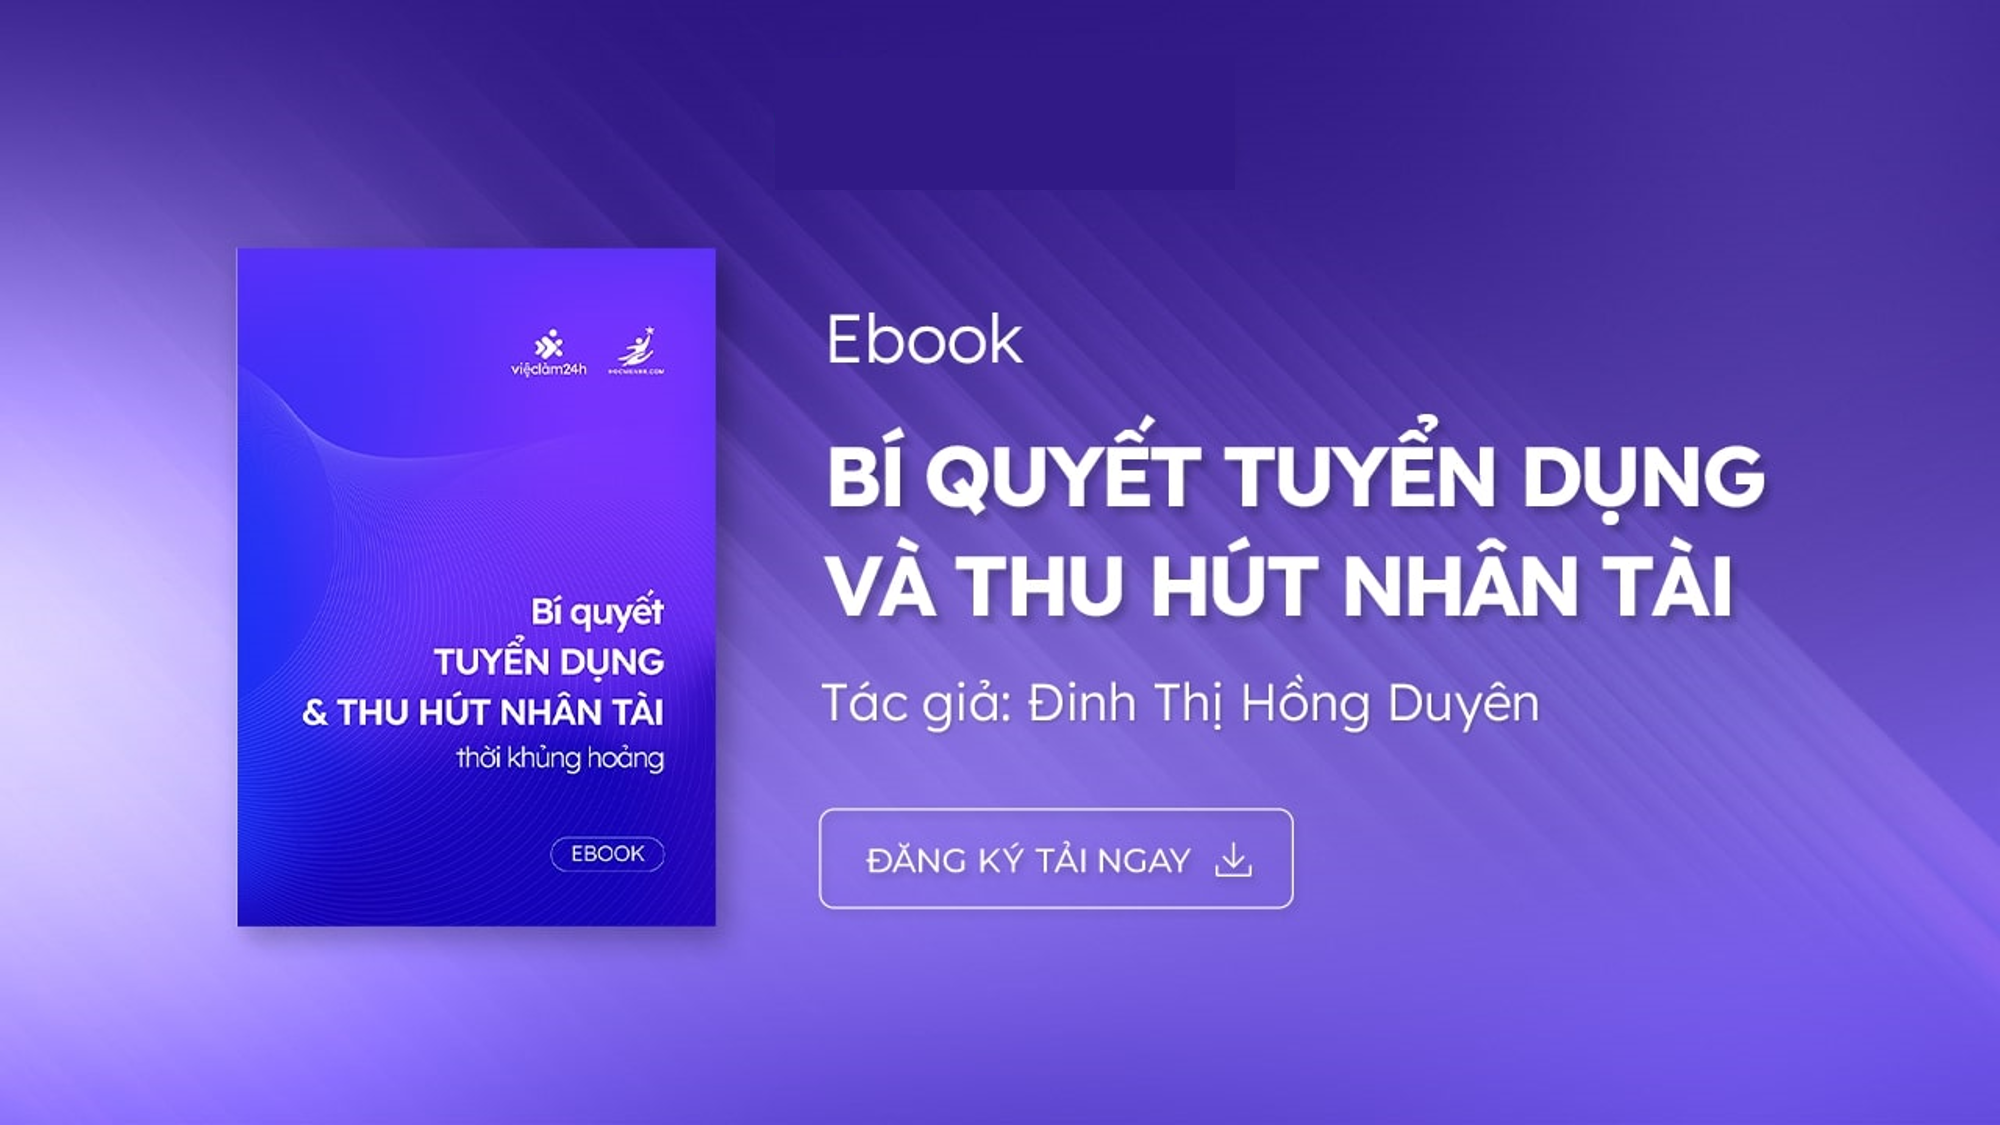 việclàm24h
Bí quyết
TUYỂN DỤNG
& THU HÚT NHÂN TÀI
thời khủng hoảng
EBOOK
Ebook
BÍ QUYẾT TUYỂN DỤNG
VÀ THU HÚT NHÂN TÀI
Tác giả: Đinh Thị Hồng Duyên
ĐĂNG KÝ TẢI NGAY